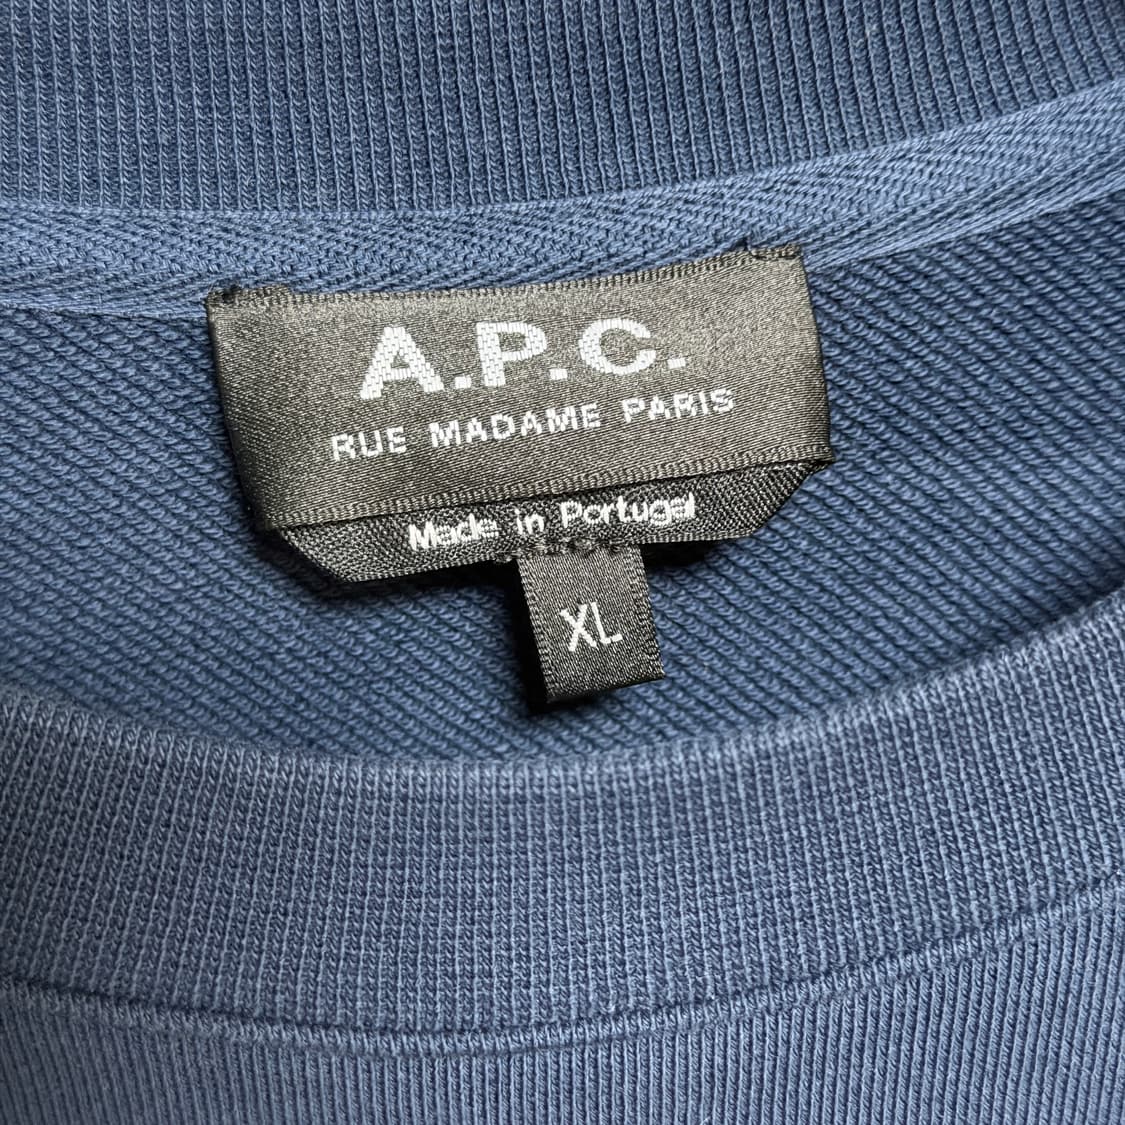 A.P.C.
RUE MADAME PARIS
Made in Portugal
XL